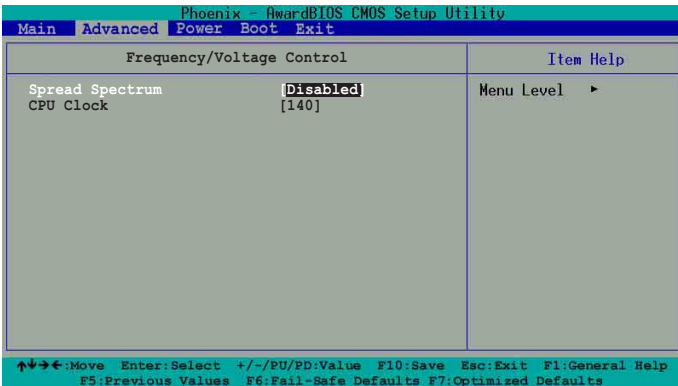 Phoenix - AwardBIOS CMOS Setup Utility
Main Advanced Power Boot Exit
Frequency/Voltage Control
Item Help
Spread Spectrum [Disabled]
Menu Level ►
CPU Clock [140]
↑↓→←:Move Enter:Select +/-/PU/PD:Value F10:Save Esc:Exit F1:General Help
F5:Previous Values F6:Fail-Safe Defaults F7:Optimized Defaults